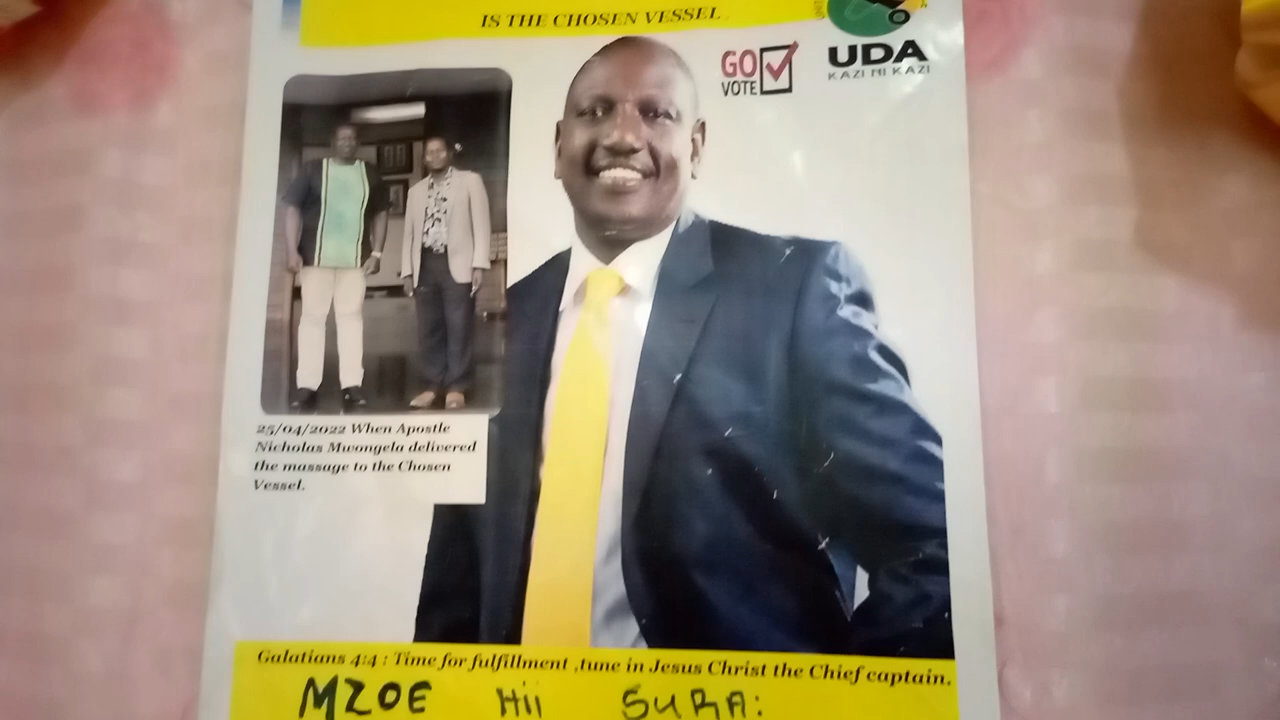 IS THE CHOSEN VESSEL
GO
VOTE
UDA
KAZI NI KAZI
25/04/2022 When Apostle
Nicholas Mwongela delivered
the massage to the Chosen
Vessel.
Galatians 4:4 : Time for fulfillment ,tune in Jesus Christ the Chief captain.
MZOE HII SURA: